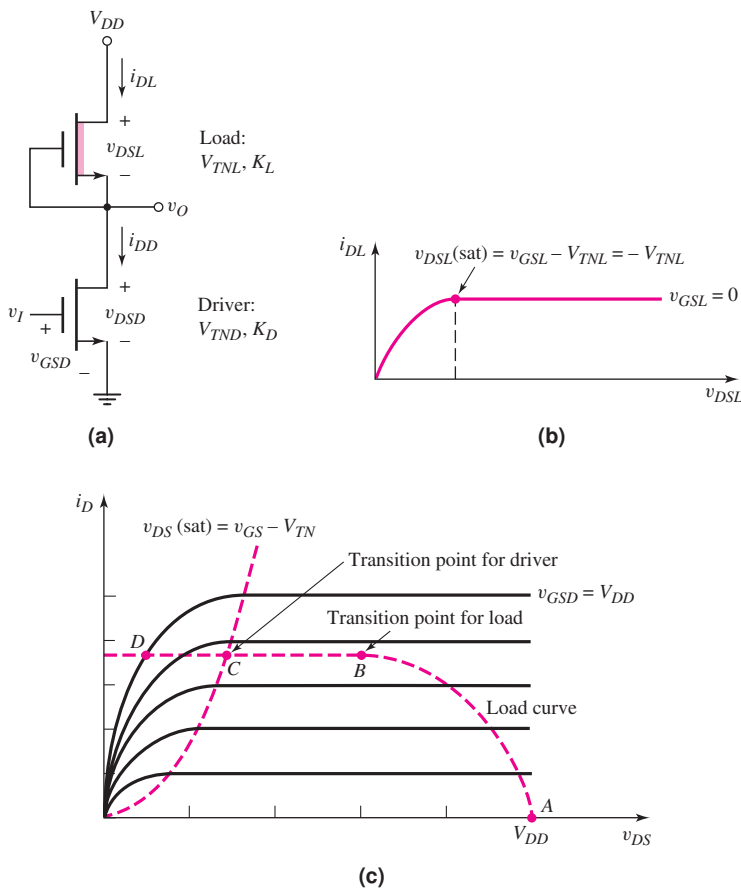 V_DD
i_DL
+
v_DSL
−
Load:
V_TNL, K_L
v_O
i_DD
+
v_DSD
−
Driver:
V_TND, K_D
v_I
+
v_GSD
−
(a)
i_DL
v_DSL(sat) = v_GSL − V_TNL = − V_TNL
v_GSL = 0
v_DSL
(b)
i_D
v_DS (sat) = v_GS − V_TN
Transition point for driver
v_GSD = V_DD
Transition point for load
D
C
B
Load curve
A
V_DD
v_DS
(c)